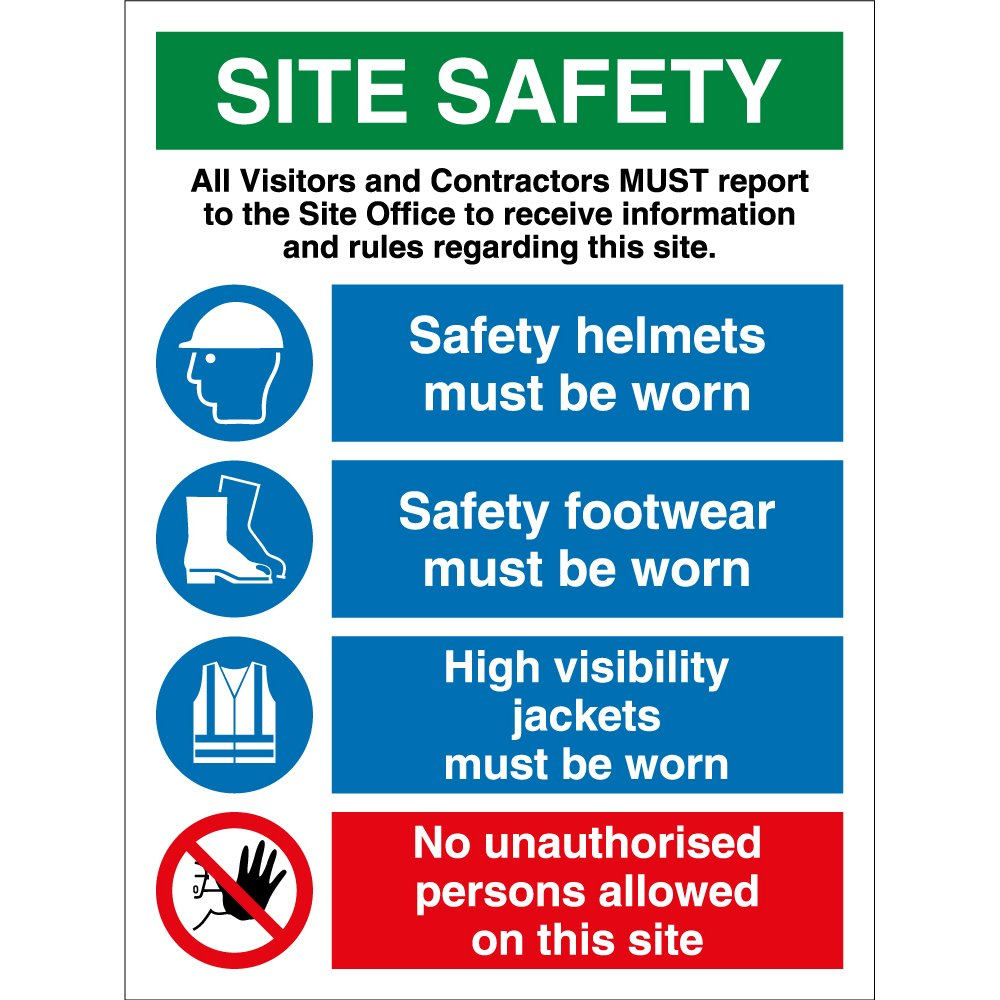 SITE SAFETY
All Visitors and Contractors MUST report
to the Site Office to receive information
and rules regarding this site.
Safety helmets
must be worn
Safety footwear
must be worn
High visibility
jackets
must be worn
No unauthorised
persons allowed
on this site